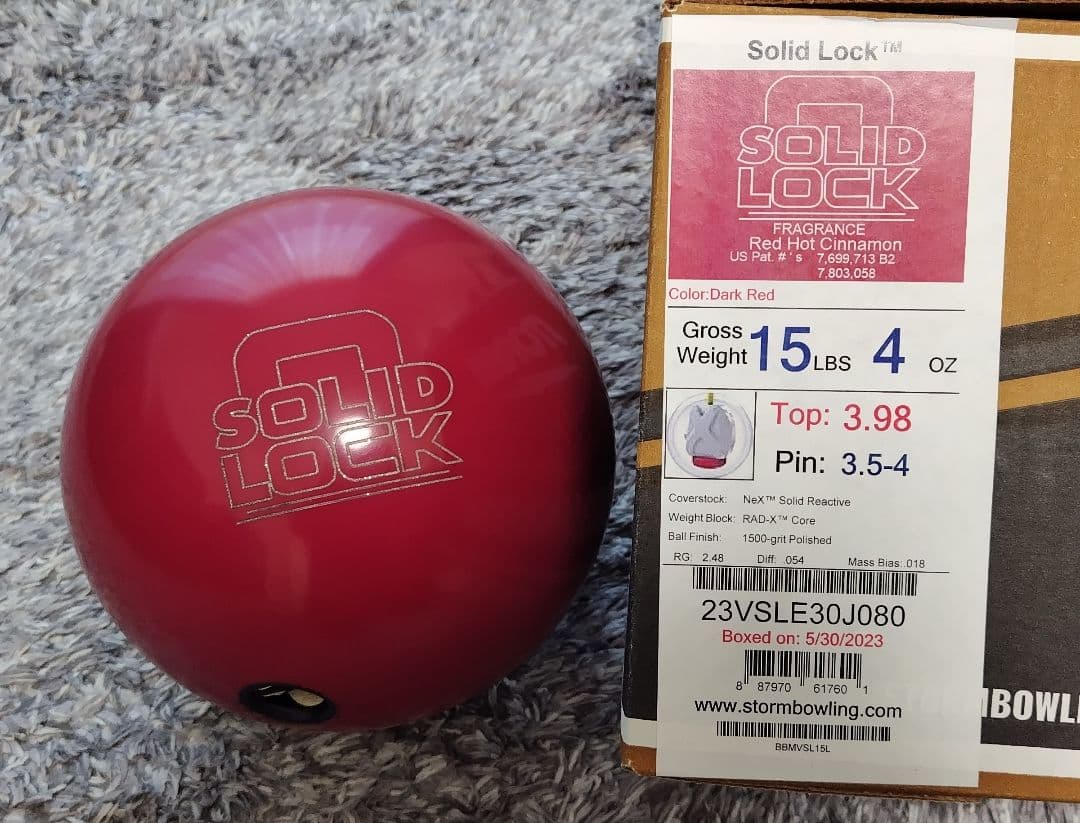 SOLID
LOCK
Solid Lock™
SOLID
LOCK
FRAGRANCE
Red Hot Cinnamon
US Pat. # ' s 7,699,713 B2
7,803,058
Color:Dark Red
Gross Weight 15 LBS 4 OZ
Top: 3.98
Pin: 3.5-4
Coverstock: NeX™ Solid Reactive
Weight Block: RAD-X™ Core
Ball Finish: 1500-grit Polished
RG: 2.48 Diff: .054 Mass Bias: .018
23VSLE30J080
Boxed on: 5/30/2023
8 87970 61760 1
www.stormbowling.com
BBMVSL15L